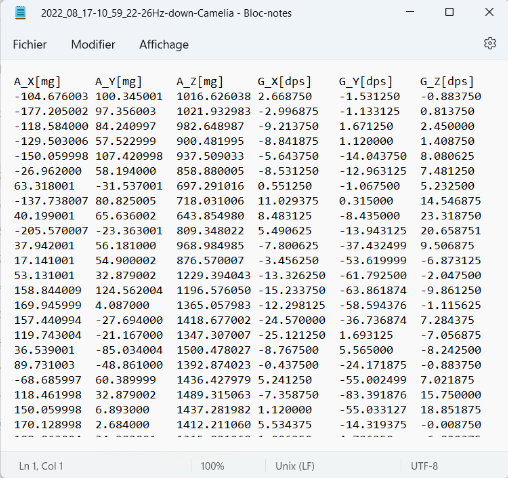 2022_08_17-10_59_22-26Hz-down-Camelia - Bloc-notes
Fichier Modifier Affichage
A_X[mg] A_Y[mg] A_Z[mg] G_X[dps] G_Y[dps] G_Z[dps]
-104.676003 100.345001 1016.626038 2.668750 -1.531250 -0.883750
-177.205002 97.356003 1021.932983 -2.996875 -1.133125 0.813750
-118.584000 84.240997 982.648987 -9.213750 1.671250 2.450000
-129.503006 57.522999 900.481995 -8.841875 1.120000 1.408750
-150.059998 107.420998 937.509033 -5.643750 -14.043750 8.080625
-26.962000 58.194000 858.880005 -8.531250 -12.963125 7.481250
63.318001 -31.537001 697.291016 0.551250 -1.067500 5.232500
-137.738007 80.825005 718.031006 11.029375 0.315000 14.546875
40.199001 65.636002 643.854980 8.483125 -8.435000 23.318750
-205.570007 -23.363001 809.348022 5.490625 -13.943125 20.658751
37.942001 56.181000 968.984985 -7.800625 -37.432499 9.506875
17.141001 54.900002 876.570007 -3.456250 -53.619999 -6.873125
53.131001 32.879002 1229.394043 -13.326250 -61.792500 -2.047500
158.844009 124.562004 1196.576050 -15.233750 -63.861874 -9.861250
169.945999 4.087000 1365.057983 -12.298125 -58.594376 -1.115625
157.440994 -27.694000 1418.677002 -24.570000 -36.736874 7.284375
119.743004 -21.167000 1347.307007 -25.121250 1.693125 -7.056875
36.539001 -85.034004 1500.478027 -8.767500 5.565000 -8.242500
89.731003 -48.861000 1392.874023 -0.437500 -24.171875 -0.883750
-68.685997 60.389999 1436.427979 5.241250 -55.002499 7.021875
118.461998 32.879002 1489.315063 -7.358750 -83.391876 15.750000
150.059998 6.893000 1437.281982 1.120000 -55.033127 18.851875
170.128998 2.684000 1412.211060 5.534375 -14.319375 -0.008750
Ln 1, Col 1 100% Unix (LF) UTF-8